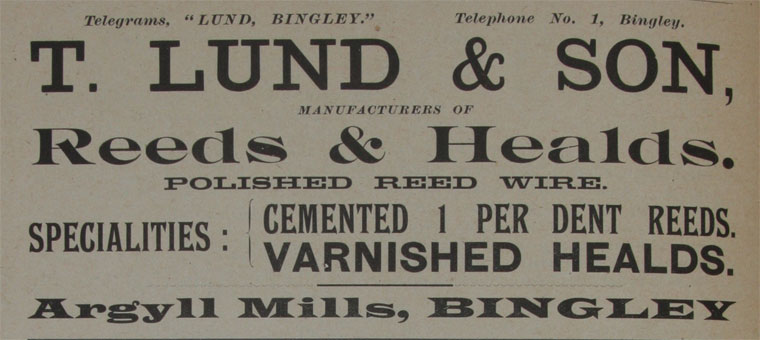 Telegrams, "LUND, BINGLEY." Telephone No. 1, Bingley.
T. LUND & SON,
MANUFACTURERS OF
Reeds & Healds.
POLISHED REED WIRE.
SPECIALITIES : CEMENTED 1 PER DENT REEDS.
VARNISHED HEALDS.
Argyll Mills, BINGLEY